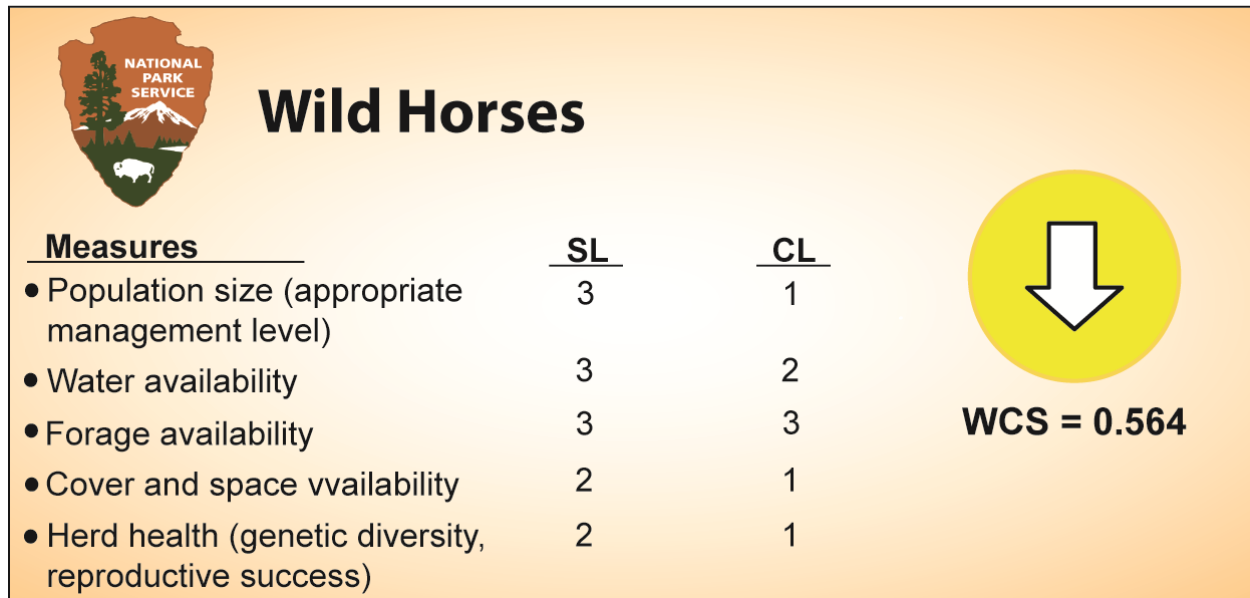 NATIONAL
PARK
SERVICE
Wild Horses
Measures SL CL
• Population size (appropriate 3 1
management level)
• Water availability 3 2
• Forage availability 3 3
• Cover and space vvailability 2 1
• Herd health (genetic diversity, 2 1
reproductive success)
WCS = 0.564